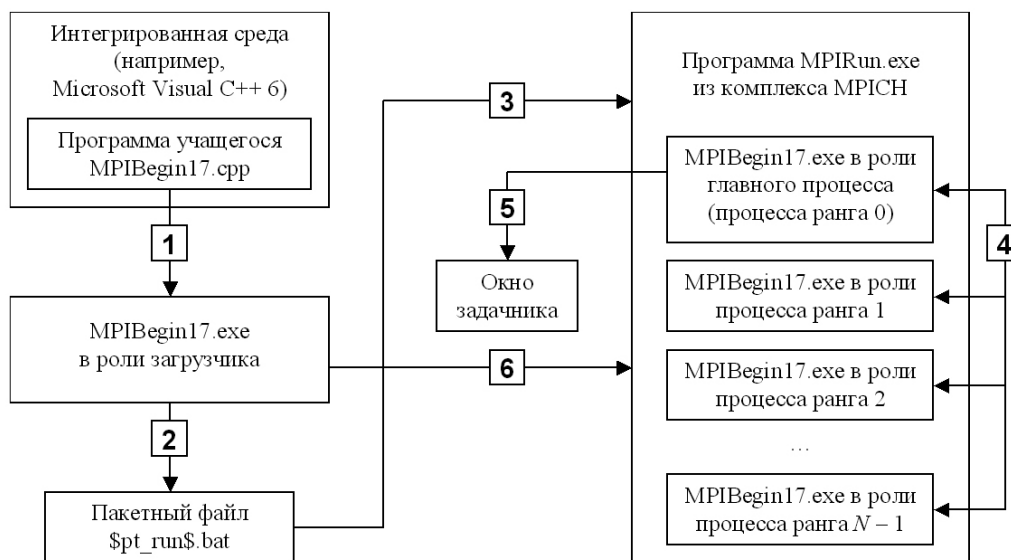 Интегрированная среда
(например,
Microsoft Visual C++ 6)
Программа учащегося
MPIBegin17.cpp
1
MPIBegin17.exe
в роли загрузчика
2
Пакетный файл
$pt_run$.bat
3
5
Окно
задачника
6
Программа MPIRun.exe
из комплекса MPICH
MPIBegin17.exe в роли
главного процесса
(процесса ранга 0)
4
MPIBegin17.exe в роли
процесса ранга 1
MPIBegin17.exe в роли
процесса ранга 2
...
MPIBegin17.exe в роли
процесса ранга N – 1